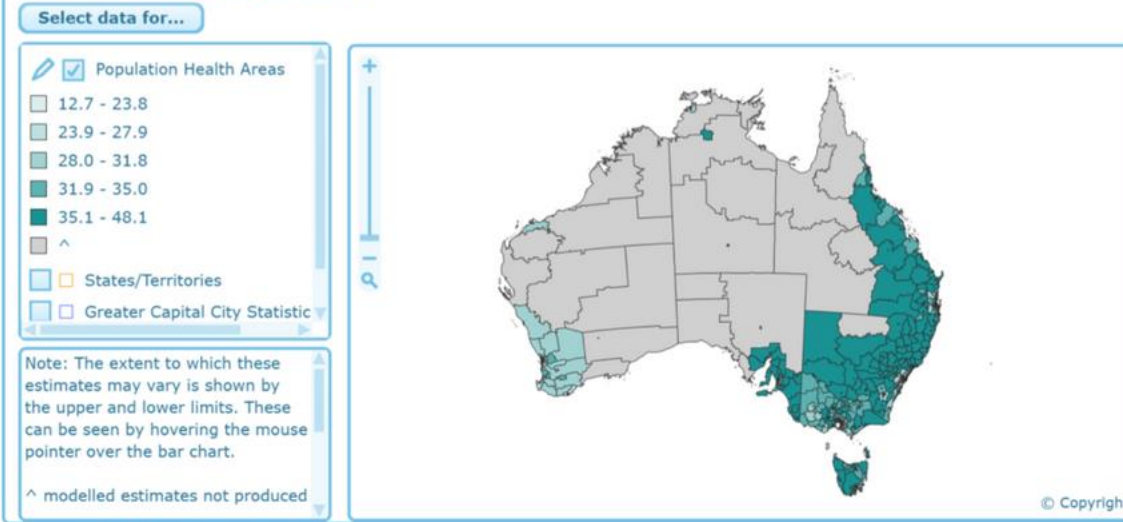 Select data for...
Population Health Areas
12.7 - 23.8
23.9 - 27.9
28.0 - 31.8
31.9 - 35.0
35.1 - 48.1
^
States/Territories
Greater Capital City Statistic
Note: The extent to which these
estimates may vary is shown by
the upper and lower limits. These
can be seen by hovering the mouse
pointer over the bar chart.
^ modelled estimates not produced
© Copyrigh